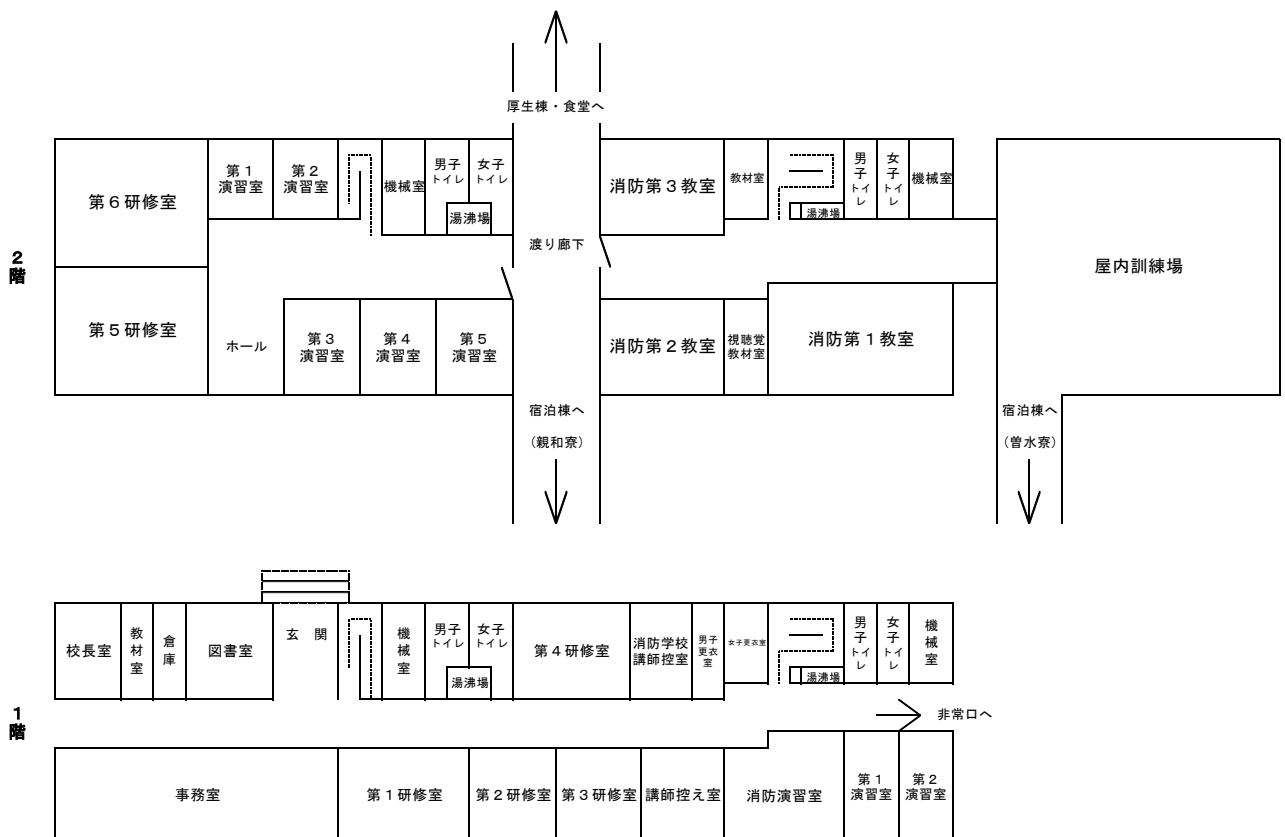 厚生棟・食堂へ
2階
第6研修室
第1
演習室
第2
演習室
機械室
男子
トイレ
女子
トイレ
湯沸場
渡り廊下
消防第3教室
教材室
湯沸場
男子トイレ
女子トイレ
機械室
屋内訓練場
第5研修室
ホール
第3
演習室
第4
演習室
第5
演習室
消防第2教室
視聴覚
教材室
消防第1教室
宿泊棟へ
(親和寮)
宿泊棟へ
(曽水寮)
1階
校長室
教材室
倉庫
図書室
玄 関
機械室
男子
トイレ
女子
トイレ
湯沸場
第4研修室
消防学校
講師控室
男子
更衣
室
女子更衣室
湯沸場
男子トイレ
女子トイレ
機械室
非常口へ
事務室
第1研修室
第2研修室
第3研修室
講師控え室
消防演習室
第1
演習室
第2
演習室